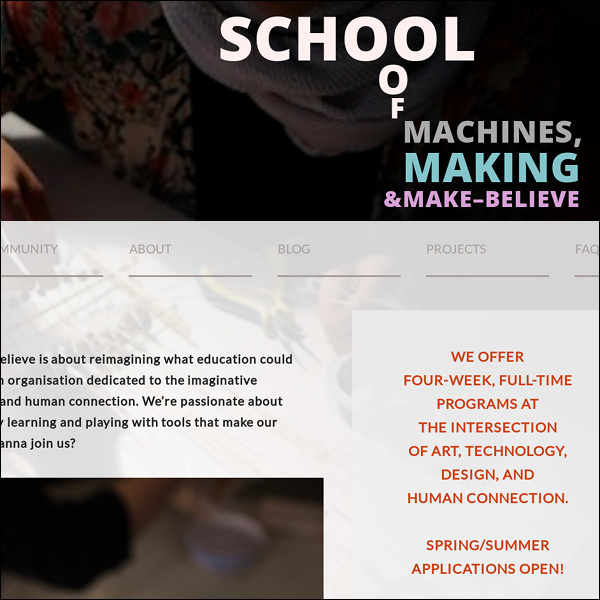 SCHOOL
O
F
MACHINES,
MAKING
&MAKE–BELIEVE
ABOUT
BLOG
PROJECTS
FAQ
is about reimagining what education could
organisation dedicated to the imaginative
and human connection. We're passionate about
learning and playing with tools that make our
join us?
WE OFFER
FOUR-WEEK, FULL-TIME
PROGRAMS AT
THE INTERSECTION
OF ART, TECHNOLOGY,
DESIGN, AND
HUMAN CONNECTION.
SPRING/SUMMER
APPLICATIONS OPEN!